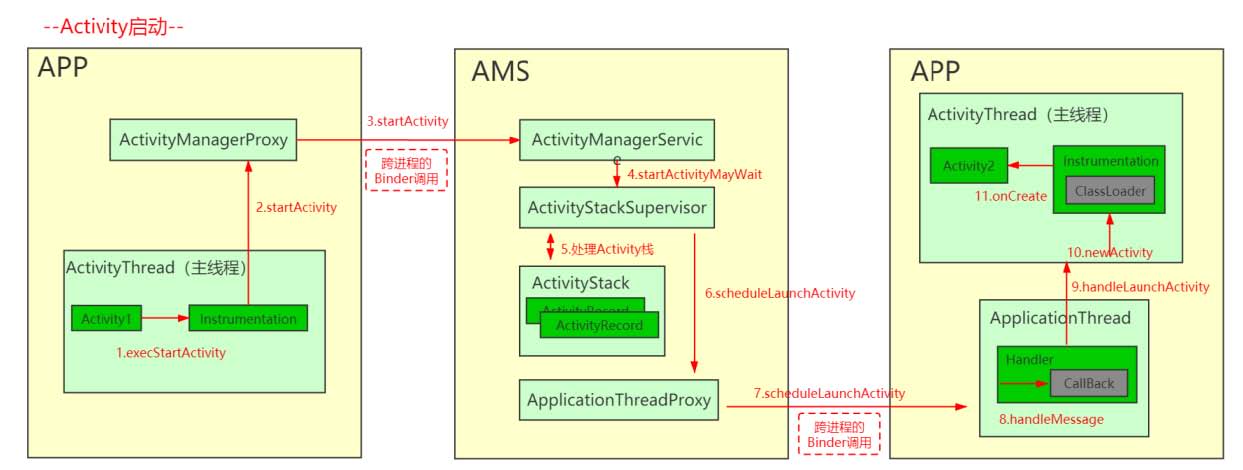 --Activity启动--
APP
ActivityManagerProxy
2.startActivity
ActivityThread（主线程）
Activity1
Instrumentation
1.execStartActivity
3.startActivity
跨进程的
Binder调用
AMS
ActivityManagerServic
e
4.startActivityMayWait
ActivityStackSupervisor
5.处理Activity栈
ActivityStack
ActivityRecord
ActivityRecord
6.scheduleLaunchActivity
ApplicationThreadProxy
7.scheduleLaunchActivity
跨进程的
Binder调用
APP
ActivityThread（主线程）
Activity2
Instrumentation
ClassLoader
11.onCreate
10.newActivity
9.handleLaunchActivity
ApplicationThread
Handler
CallBack
8.handleMessage